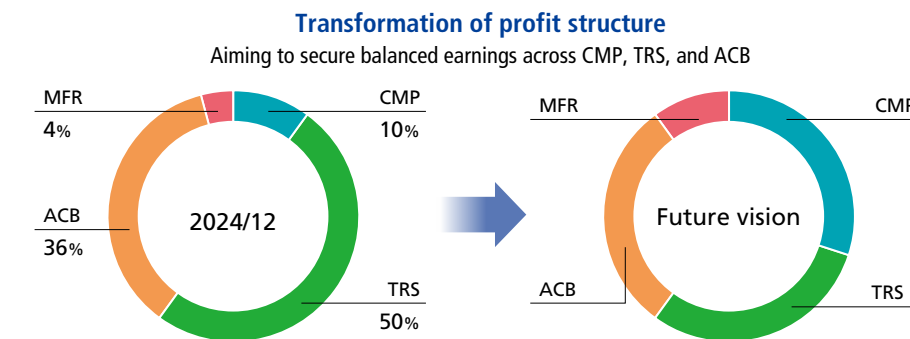 Transformation of profit structure
Aiming to secure balanced earnings across CMP, TRS, and ACB
MFR
4%
CMP
10%
ACB
36%
2024/12
TRS
50%
MFR
CMP
Future vision
ACB
TRS